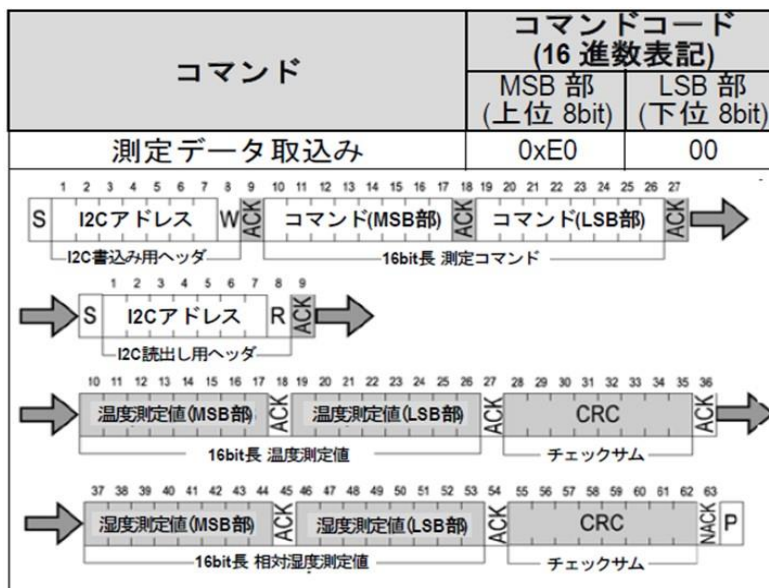 コマンド
コマンドコード
(16 進数表記)
MSB 部
(上位 8bit)
LSB 部
(下位 8bit)
測定データ取込み
0xE0
00
1 2 3 4 5 6 7 8 9 10 11 12 13 14 15 16 17 18 19 20 21 22 23 24 25 26 27
S I2Cアドレス W ACK コマンド(MSB部) ACK コマンド(LSB部) ACK
I2C書込み用ヘッダ
16bit長 測定コマンド
1 2 3 4 5 6 7 8 9
S I2Cアドレス R ACK
I2C読出し用ヘッダ
10 11 12 13 14 15 16 17 18 19 20 21 22 23 24 25 26 27 28 29 30 31 32 33 34 35 36
温度測定値(MSB部) ACK 温度測定値(LSB部) ACK CRC ACK
16bit長 温度測定値
チェックサム
37 38 39 40 41 42 43 44 45 46 47 48 49 50 51 52 53 54 55 56 57 58 59 60 61 62 63
湿度測定値(MSB部) ACK 湿度測定値(LSB部) ACK CRC NACK P
16bit長 相対湿度測定値
チェックサム